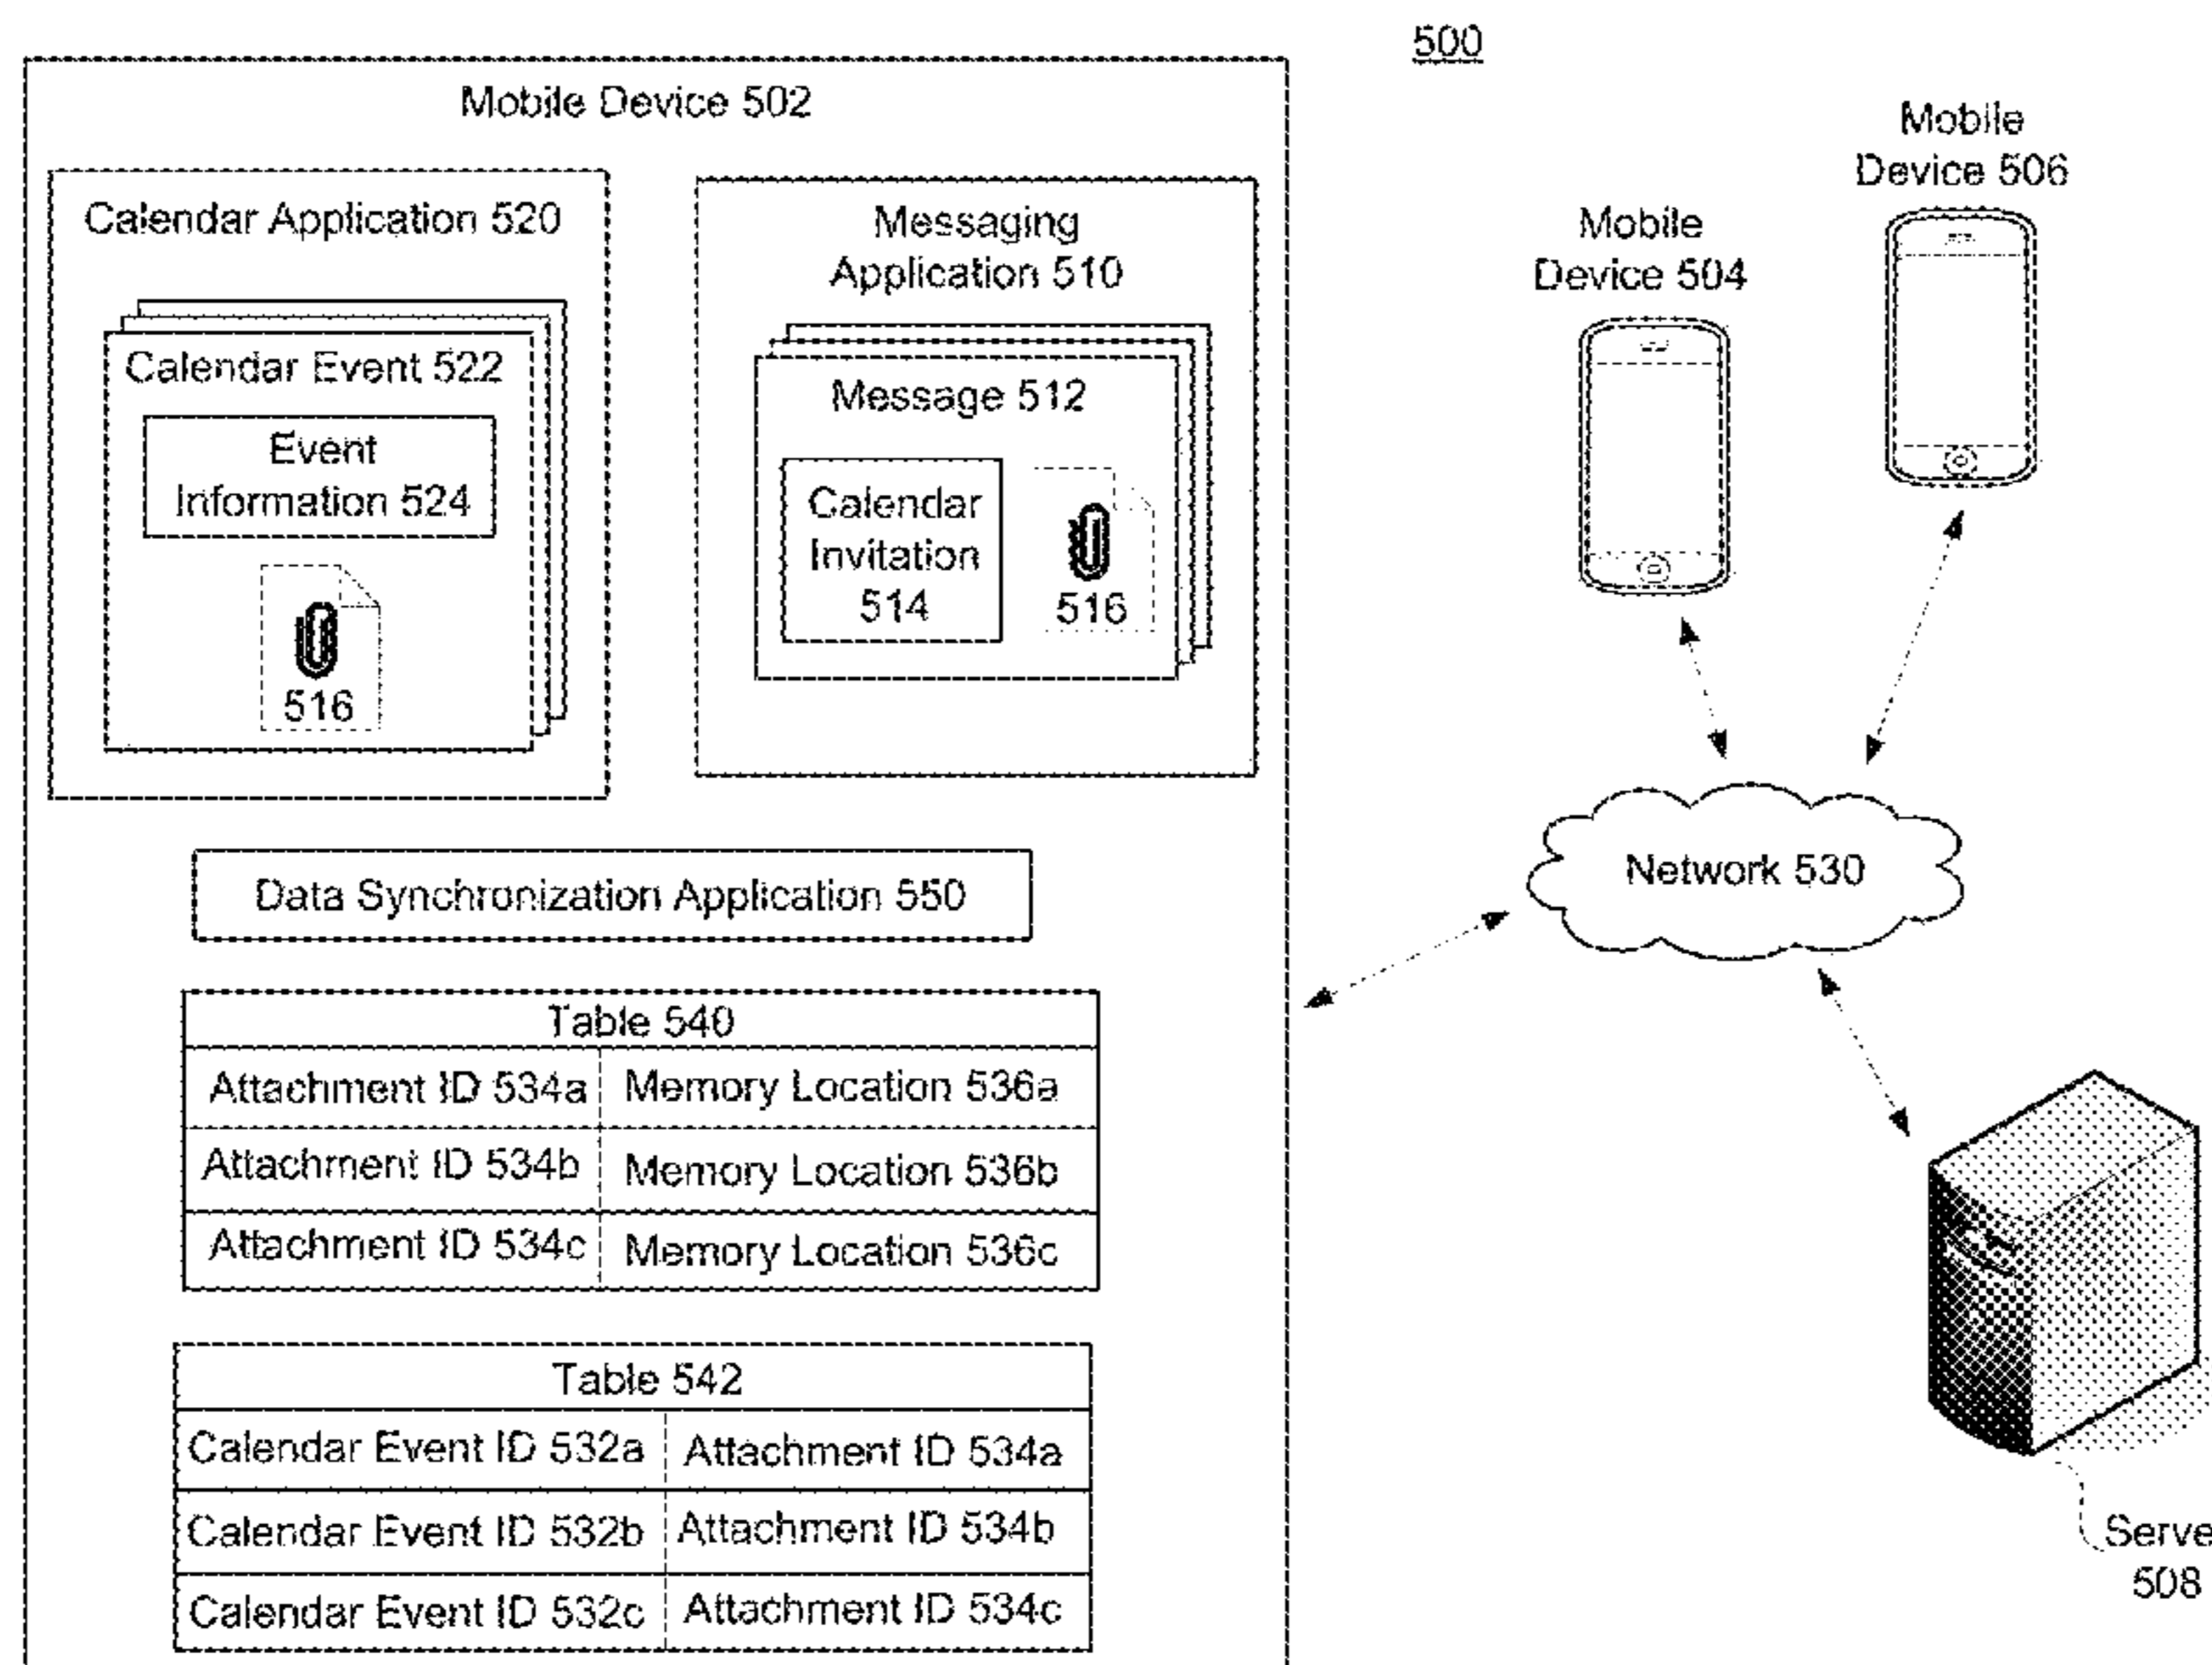 500
Mobile Device 502
Calendar Application 520
Calendar Event 522
Event
Information 524
516
Messaging
Application 510
Message 512
Calendar
Invitation
514
516
Mobile
Device 504
Mobile
Device 506
Network 530
Data Synchronization Application 550
Table 540
Attachment ID 534a Memory Location 536a
Attachment ID 534b Memory Location 536b
Attachment ID 534c Memory Location 536c
Table 542
Calendar Event ID 532a Attachment ID 534a
Calendar Event ID 532b Attachment ID 534b
Calendar Event ID 532c Attachment ID 534c
Serve
508